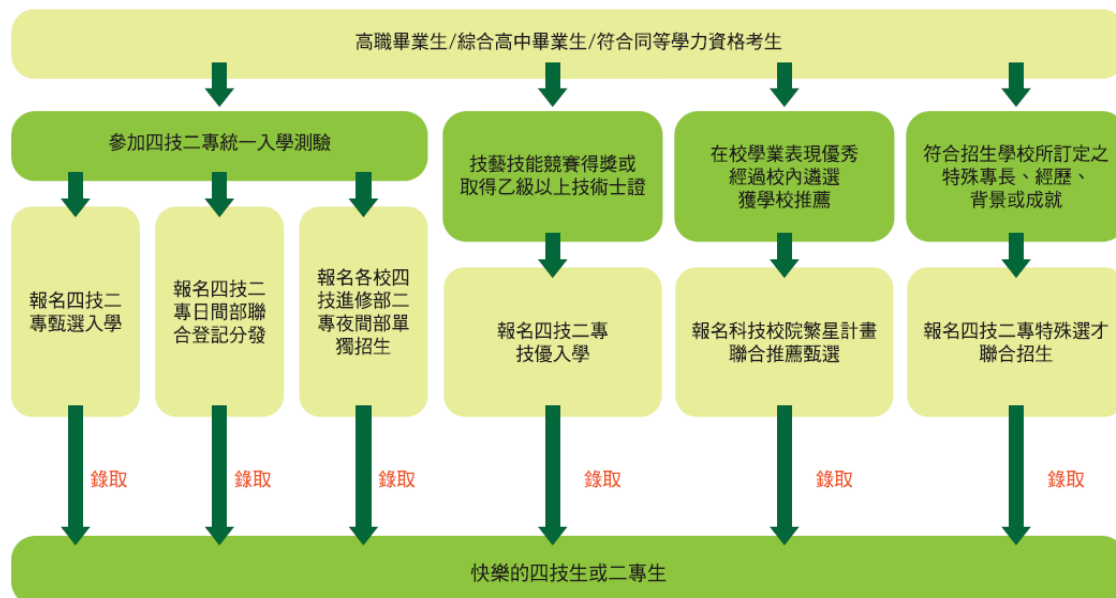 高職畢業生/綜合高中畢業生/符合同等學力資格考生
參加四技二專統一入學測驗
技藝技能競賽得獎或
取得乙級以上技術士證
在校學業表現優秀
經過校內遴選
獲學校推薦
符合招生學校所訂定之
特殊專長、經歷、
背景或成就
報名四技二
專甄選入學
報名四技二
專日間部聯
合登記分發
報名各校四
技進修部二
專夜間部單
獨招生
報名四技二專
技優入學
報名科技校院繁星計畫
聯合推薦甄選
報名四技二專特殊選才
聯合招生
錄取
錄取
錄取
錄取
錄取
錄取
快樂的四技生或二專生